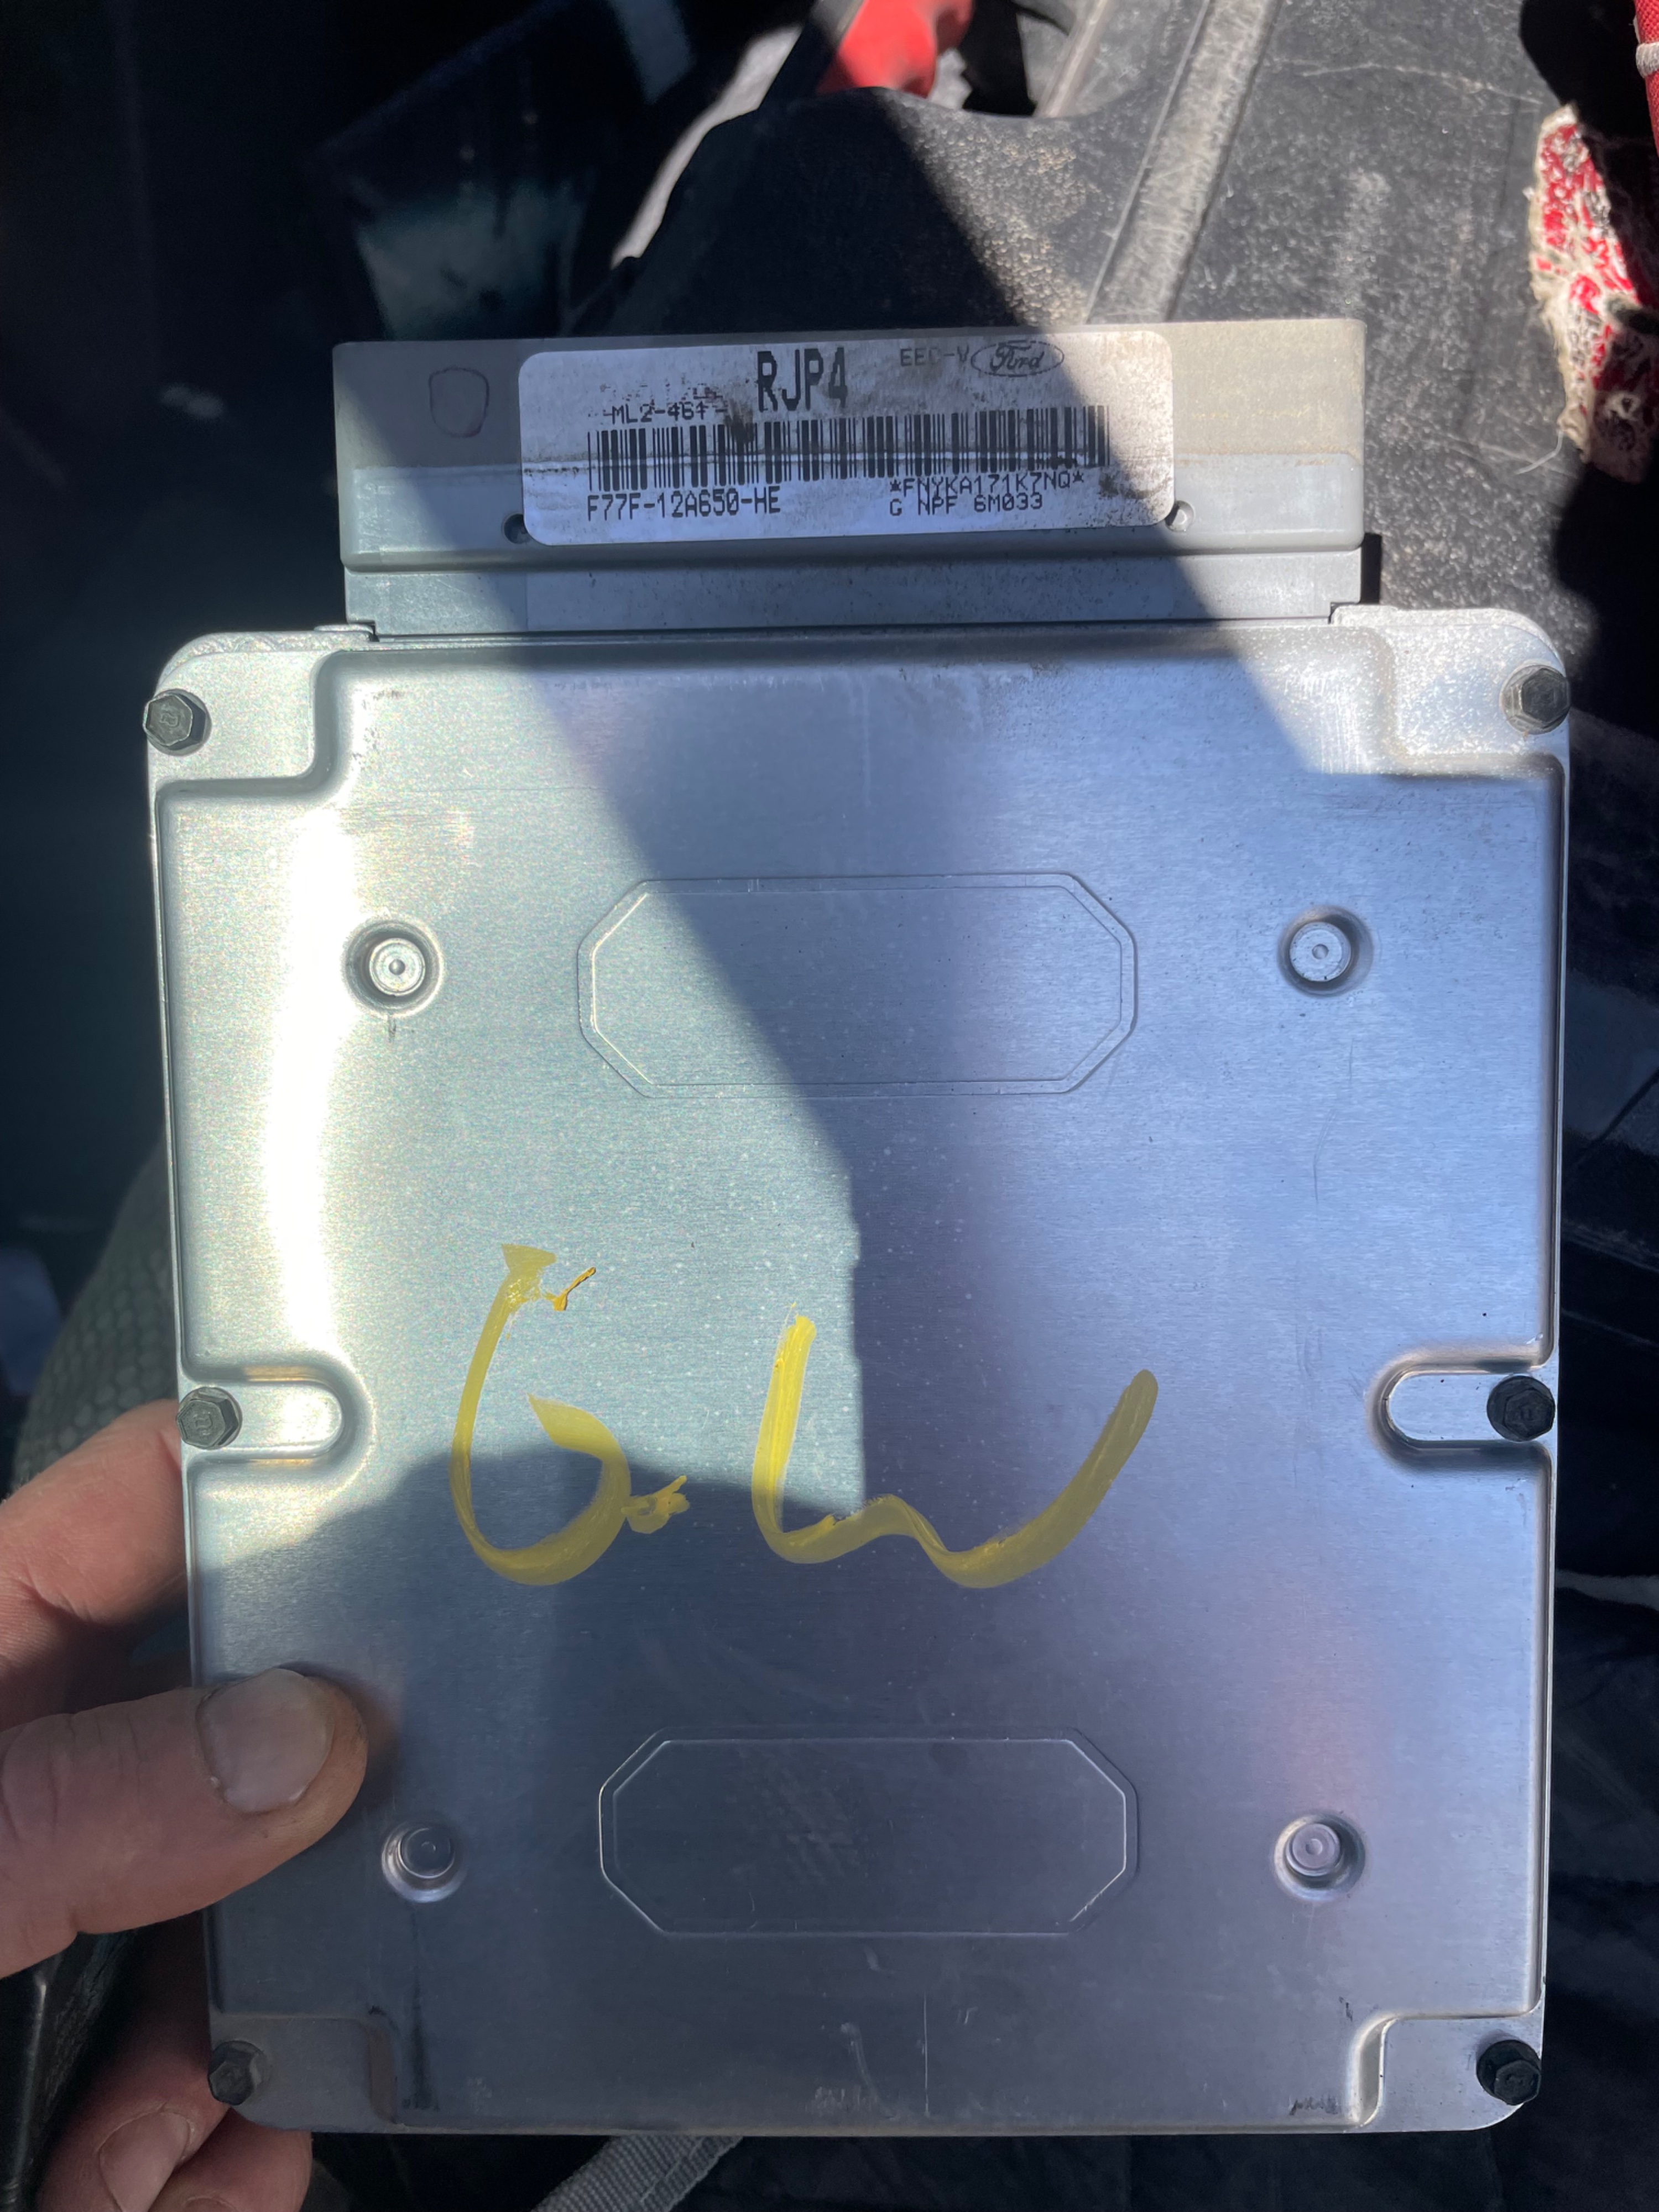 RJP4 EEC-V Ford
ML2-461
*FNYKA171K7NQ*
F77F-12A650-HE G NPF 6M033
G.W